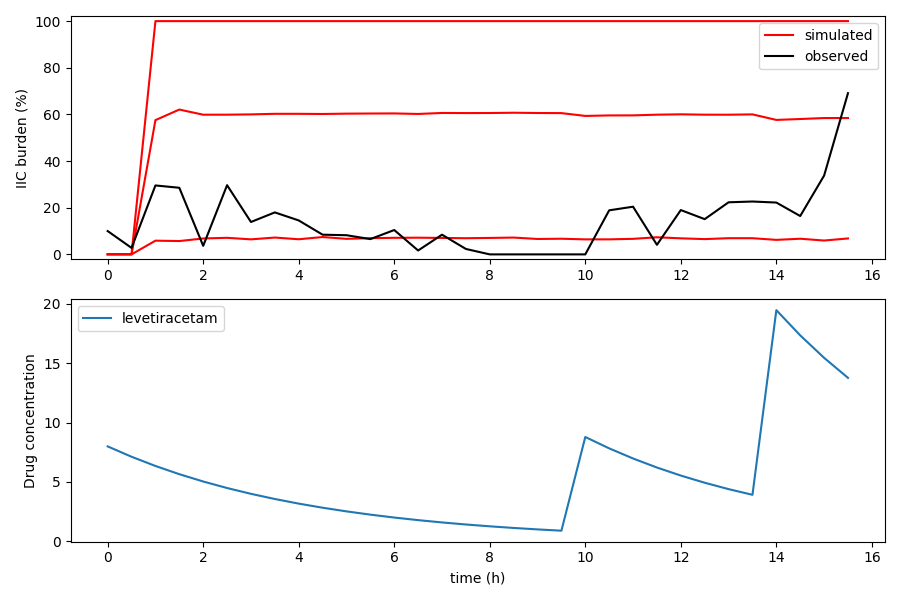 100
80
60
40
20
0
IIC burden (%)
simulated
observed
0 2 4 6 8 10 12 14 16
20
15
10
5
0
Drug concentration
levetiracetam
0 2 4 6 8 10 12 14 16
time (h)